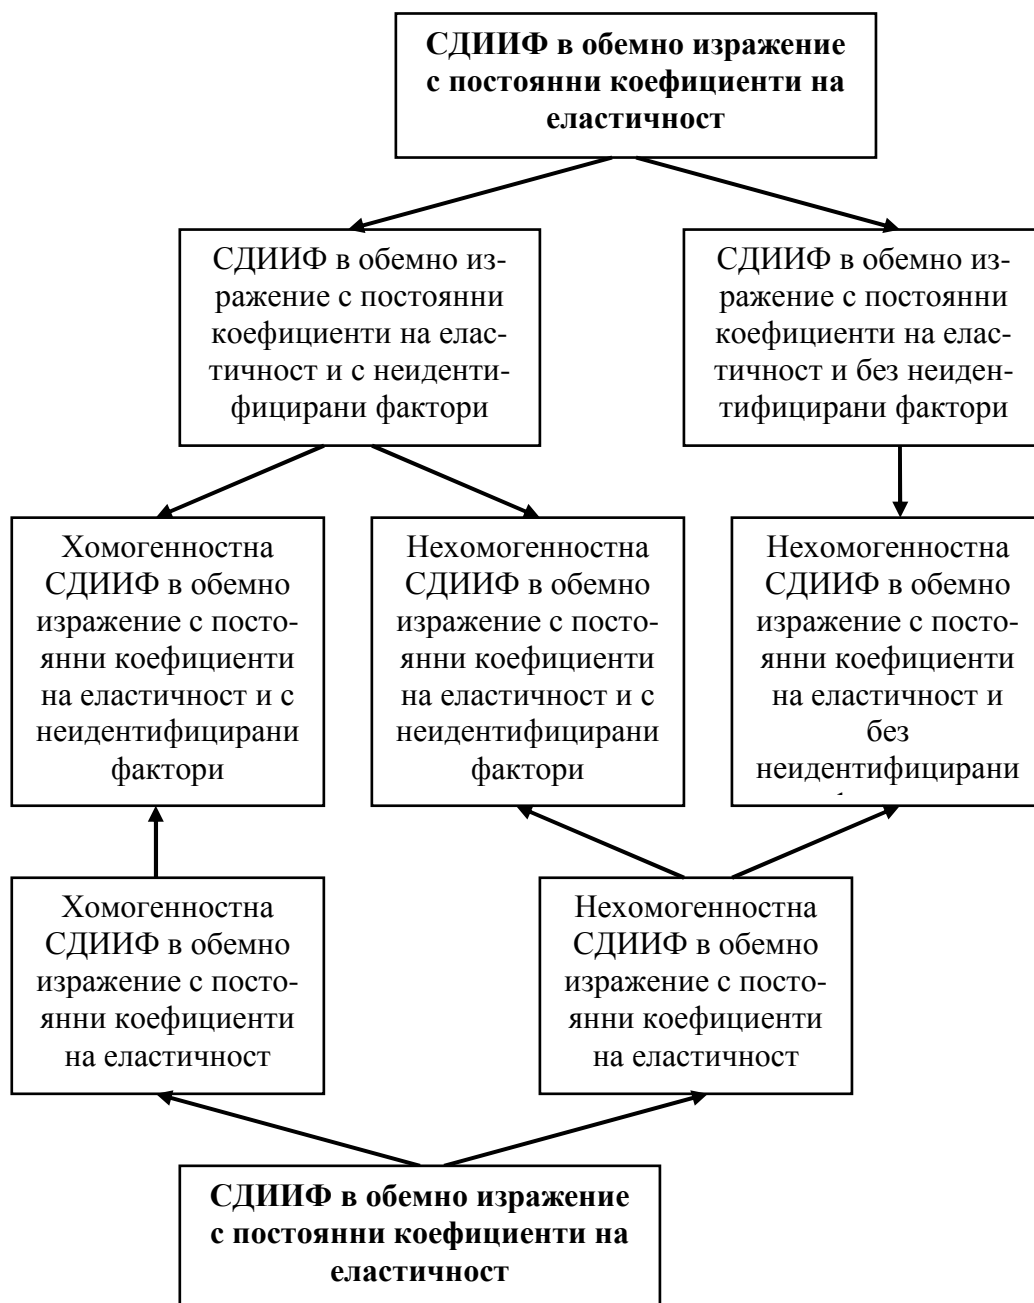 СДИИФ в обемно изражение
с постоянни коефициенти на
еластичност
СДИИФ в обемно из-
ражение с постоянни
коефициенти на елас-
тичност и с неиденти-
фицирани фактори
СДИИФ в обемно из-
ражение с постоянни
коефициенти на елас-
тичност и без неиден-
тифицирани фактори
Хомогенностна
СДИИФ в обемно
изражение с посто-
янни коефициенти
на еластичност и с
неидентифицирани
фактори
Нехомогенностна
СДИИФ в обемно
изражение с посто-
янни коефициенти
на еластичност и с
неидентифицирани
фактори
Нехомогенностна
СДИИФ в обемно
изражение с посто-
янни коефициенти
на еластичност и
без
неидентифицирани
Хомогенностна
СДИИФ в обемно
изражение с посто-
янни коефициенти
на еластичност
Нехомогенностна
СДИИФ в обемно
изражение с посто-
янни коефициенти
на еластичност
СДИИФ в обемно изражение
с постоянни коефициенти на
еластичност